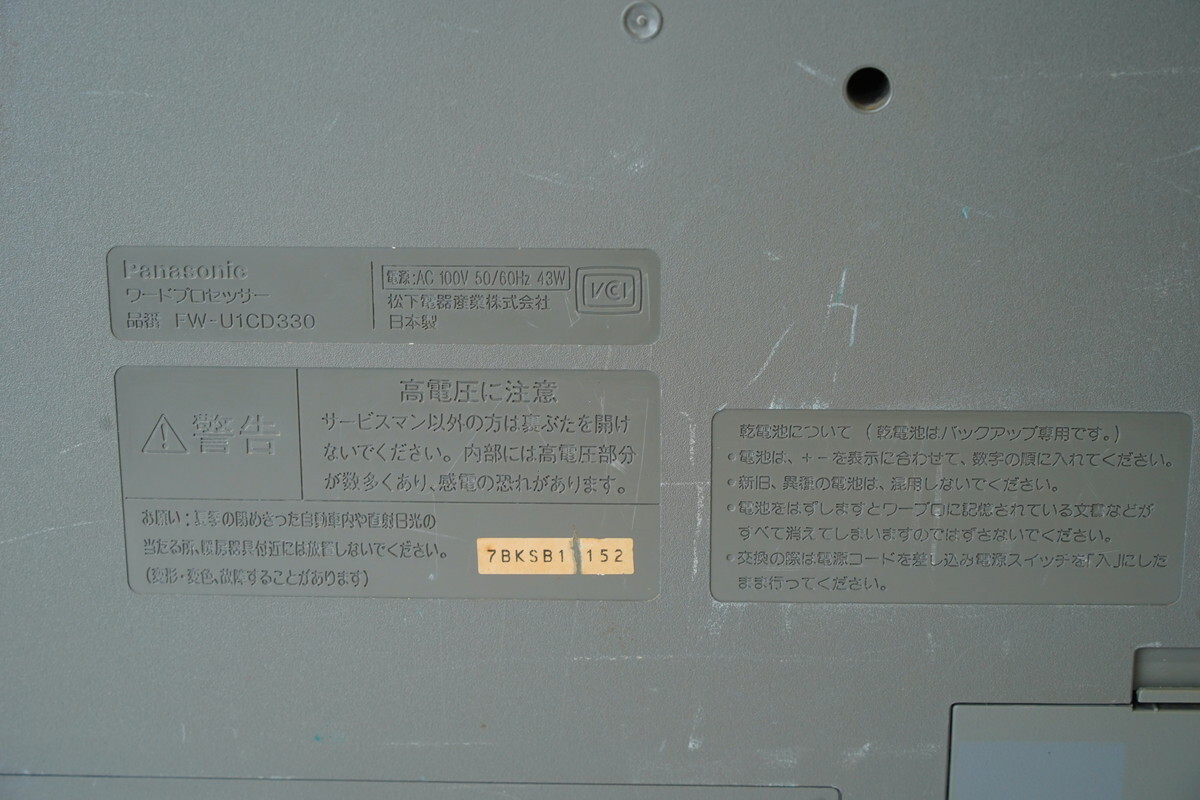 Panasonic
ワードプロセッサー
品番 FW-U1CD330
電源:AC 100V 50/60Hz 43W
松下電器産業株式会社
日本製
VCI
警告
高電圧に注意
サービスマン以外の方は裏ぶたを開け
ないでください。内部には高電圧部分
が数多くあり、感電の恐れがあります。
お願い:夏季の閉めきった自動車内や直射日光の
当たる所、暖房器具付近には放置しないでください。
(変形・変色、故障することがあります)
7BKSB1 152
乾電池について (乾電池はバックアップ専用です。)
・電池は、+-を表示に合わせて、数字の順に入れてください。
・新旧、異種の電池は、混用しないでください。
・電池をはずしますとワープロに記憶されている文書などが
すべて消えてしまいますのではずさないでください。
・交換の際は電源コードを差し込み電源スイッチを「入」にした
まま行ってください。